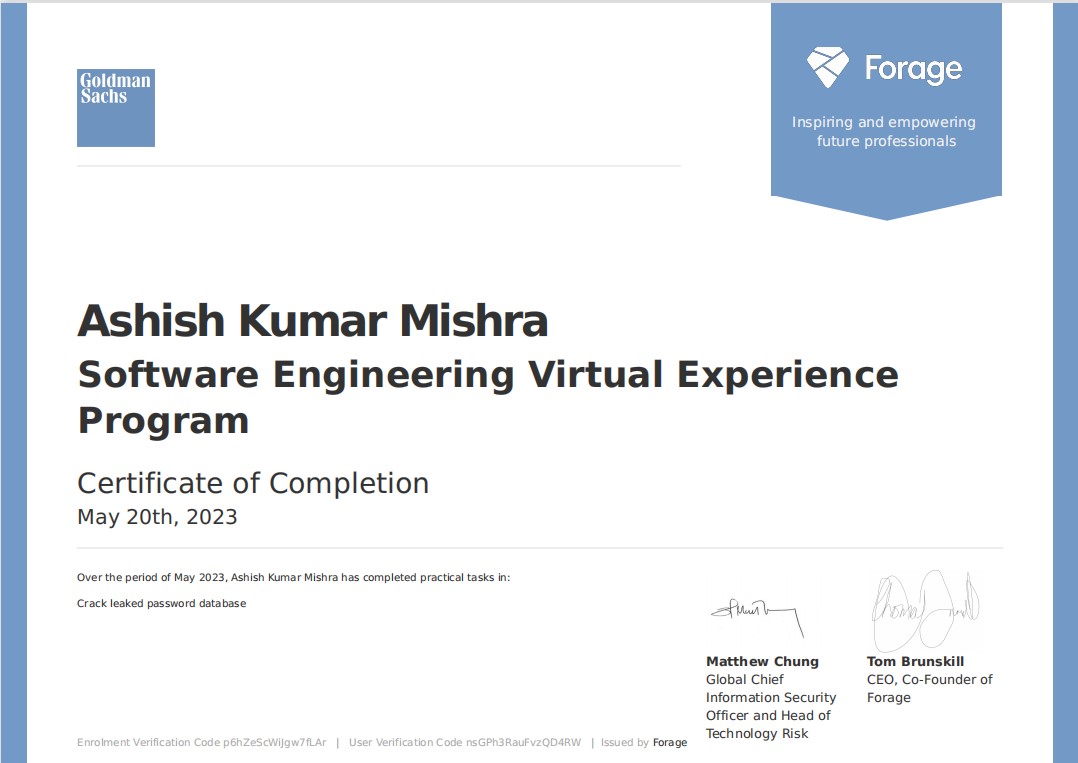 Goldman
Sachs
Forage
Inspiring and empowering
future professionals
Ashish Kumar Mishra
Software Engineering Virtual Experience
Program
Certificate of Completion
May 20th, 2023
Over the period of May 2023, Ashish Kumar Mishra has completed practical tasks in:
Crack leaked password database
Matthew Chung
Global Chief
Information Security
Officer and Head of
Technology Risk
Tom Brunskill
CEO, Co-Founder of
Forage
Enrolment Verification Code p6hZeScWiJgw7fLAr | User Verification Code nsGPh3RauFvzQD4RW | Issued by Forage